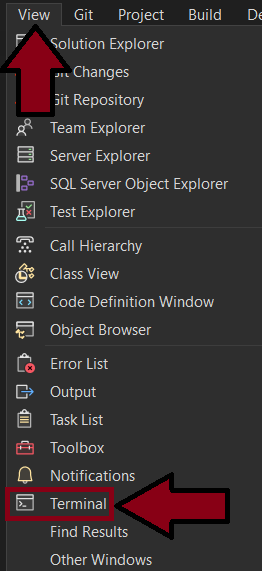 View Git Project Build
Solution Explorer
Git Changes
Git Repository
Team Explorer
Server Explorer
SQL Server Object Explorer
Test Explorer
Call Hierarchy
Class View
Code Definition Window
Object Browser
Error List
Output
Task List
Toolbox
Notifications
Terminal
Find Results
Other Windows